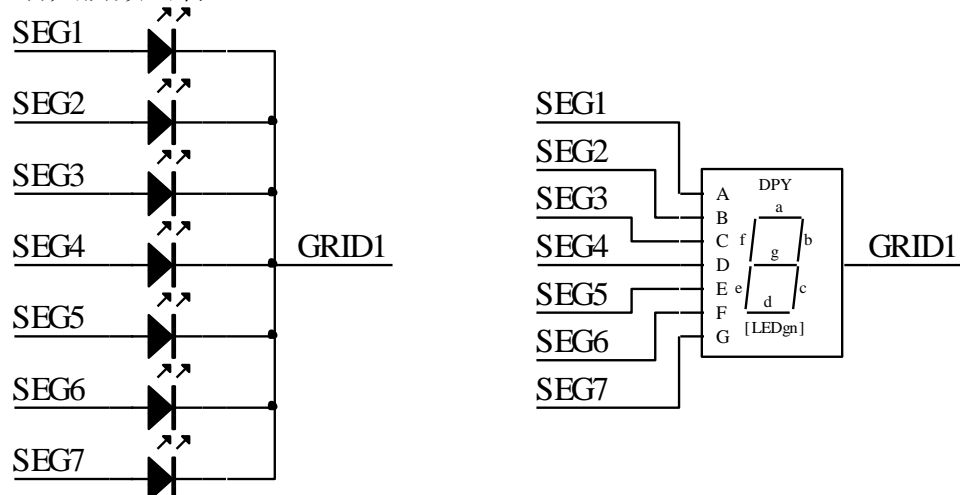 SEG1
SEG2
SEG3
SEG4
SEG5
SEG6
SEG7
GRID1
SEG1
SEG2
SEG3
SEG4
SEG5
SEG6
SEG7
A
B
C
D
E
F
G
DPY
a
f
b
g
e
c
d
[LEDgn]
GRID1